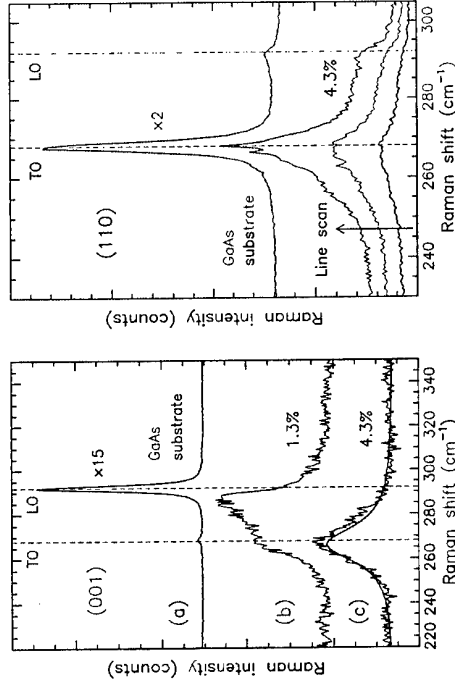 TO
LO
(001)
×15
GaAs
substrate
(a)
1.3%
(b)
4.3%
(c)
220 240 260 280 300 320 340
Raman shift (cm⁻¹)
Raman intensity (counts)
TO
LO
(110)
×2
GaAs
substrate
4.3%
Line scan
240 260 280 300
Raman shift (cm⁻¹)
Raman intensity (counts)